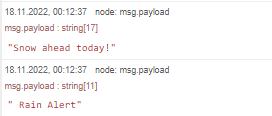 18.11.2022, 00:12:37 node: msg.payload
msg.payload : string[17]
"Snow ahead today!"
18.11.2022, 00:12:37 node: msg.payload
msg.payload : string[11]
" Rain Alert"